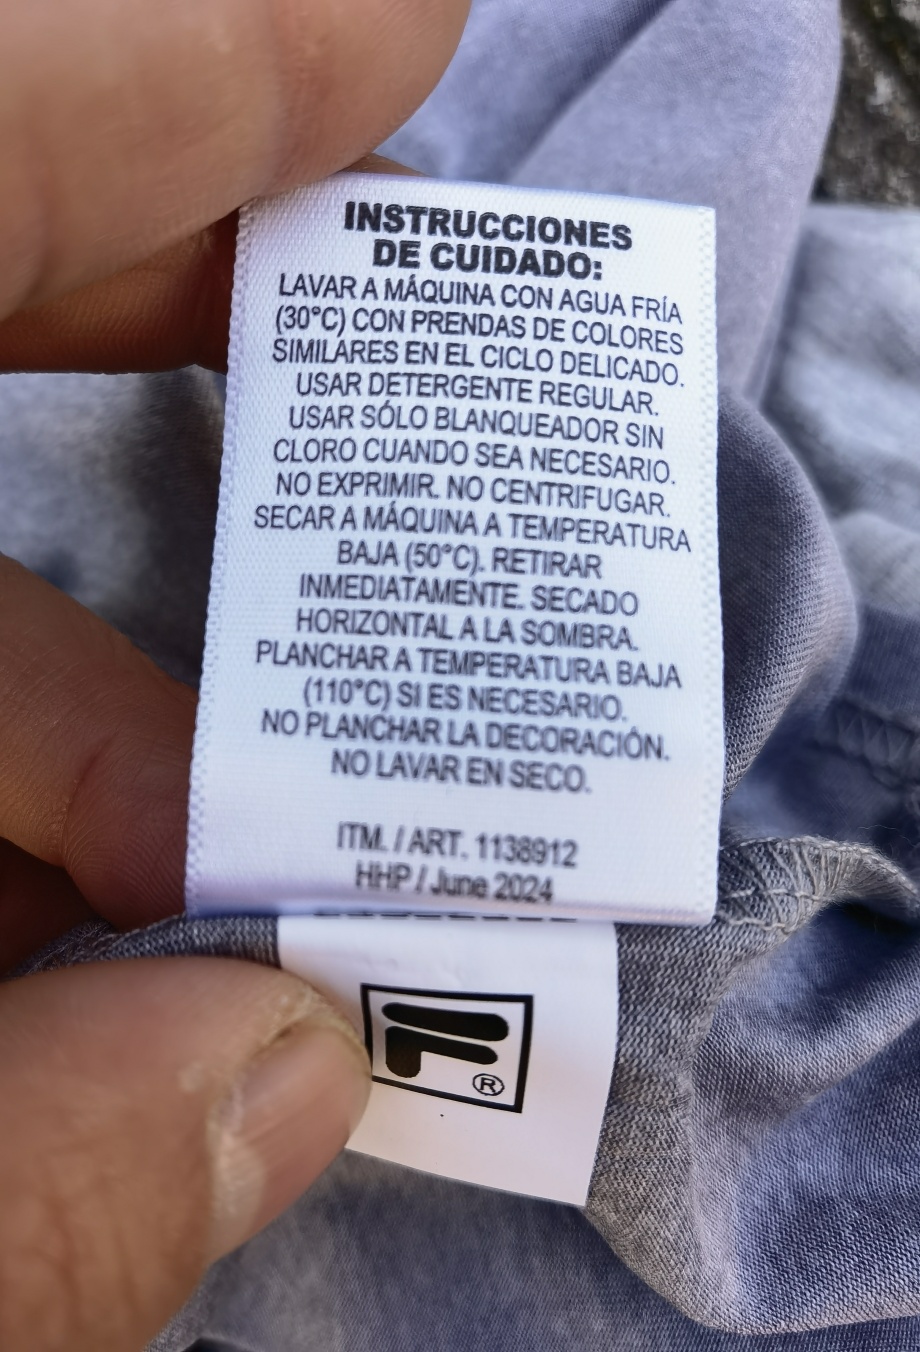 INSTRUCCIONES
DE CUIDADO:
LAVAR A MÁQUINA CON AGUA FRÍA
(30°C) CON PRENDAS DE COLORES
SIMILARES EN EL CICLO DELICADO.
USAR DETERGENTE REGULAR.
USAR SÓLO BLANQUEADOR SIN
CLORO CUANDO SEA NECESARIO.
NO EXPRIMIR. NO CENTRIFUGAR.
SECAR A MÁQUINA A TEMPERATURA
BAJA (50°C). RETIRAR
INMEDIATAMENTE. SECADO
HORIZONTAL A LA SOMBRA.
PLANCHAR A TEMPERATURA BAJA
(110°C) SI ES NECESARIO.
NO PLANCHAR LA DECORACIÓN.
NO LAVAR EN SECO.
ITM. / ART. 1138912
HHP / June 2024
F
®